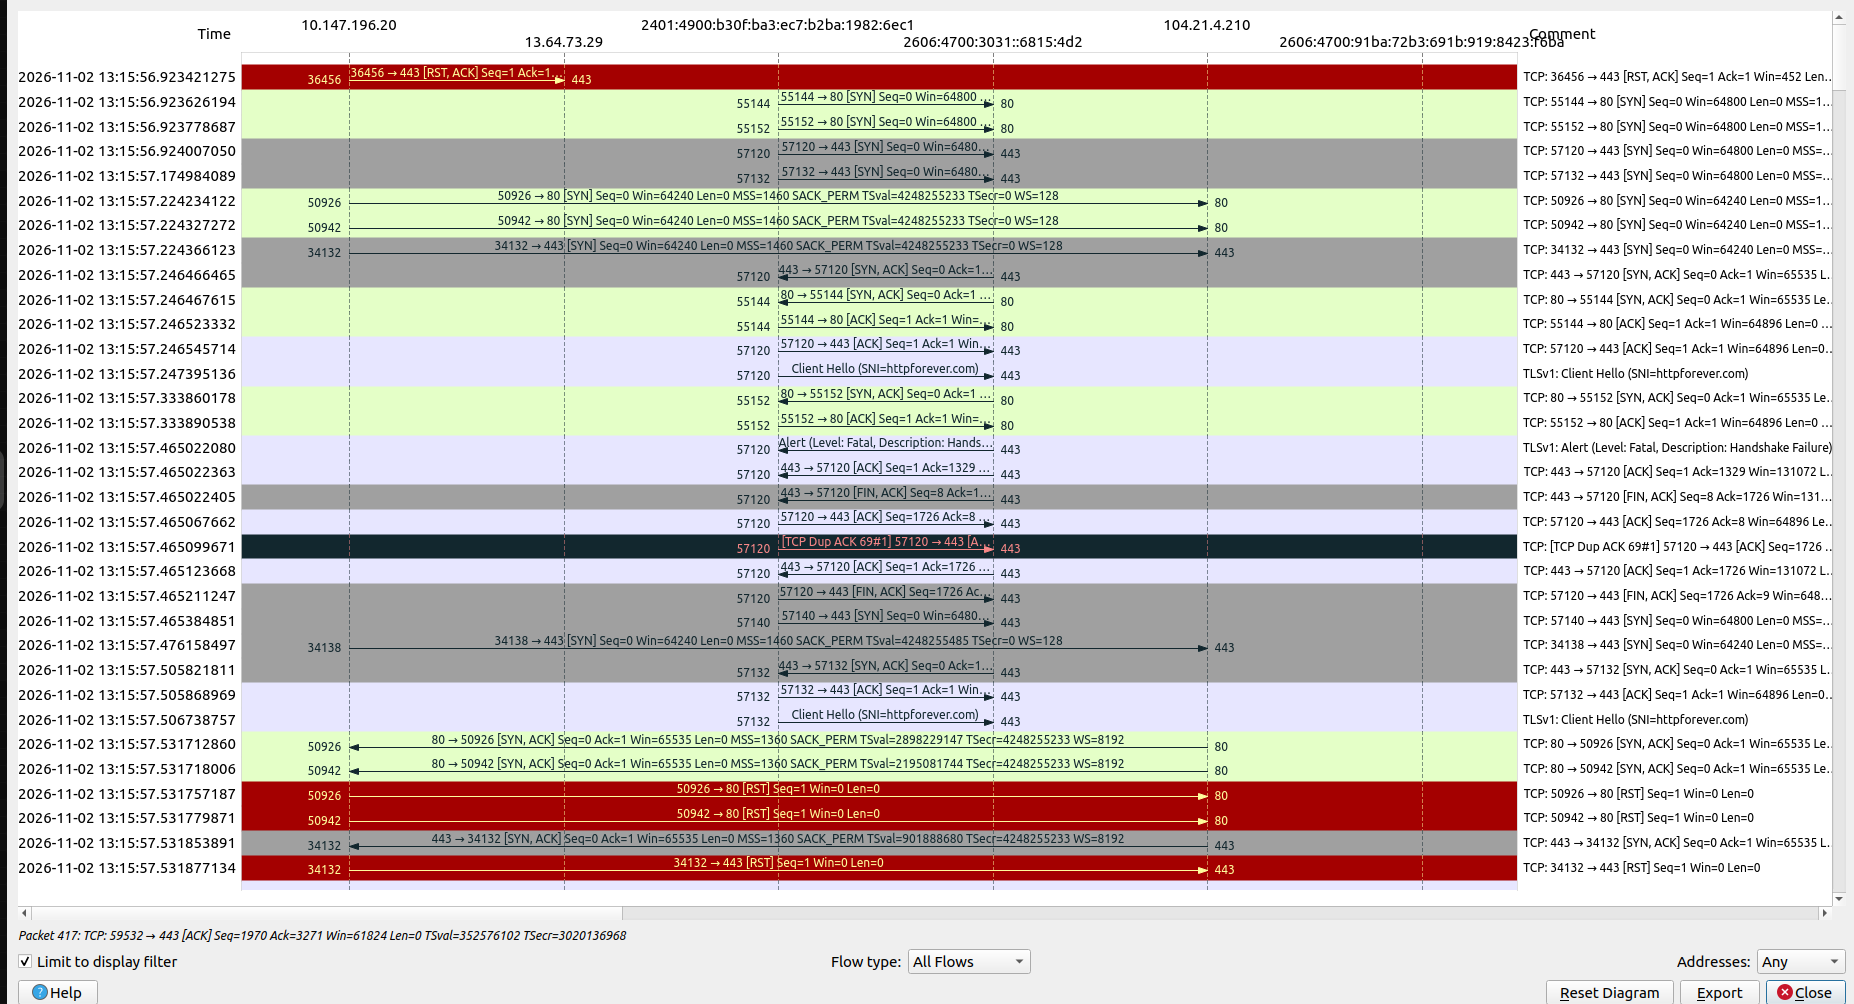 Time 10.147.196.20 13.64.73.29 2401:4900:b30f:ba3:ec7:b2ba:1982:6ec1 2606:4700:3031::6815:4d2 104.21.4.210 2606:4700:91ba:72b3:691b:919:8423:f6ba Comment
2026-11-02 13:15:56.923421275 36456 36456 → 443 [RST, ACK] Seq=1 Ack=1... 443 TCP: 36456 → 443 [RST, ACK] Seq=1 Ack=1 Win=452 Len...
2026-11-02 13:15:56.923626194 55144 55144 → 80 [SYN] Seq=0 Win=64800 ... 80 TCP: 55144 → 80 [SYN] Seq=0 Win=64800 Len=0 MSS=1...
2026-11-02 13:15:56.923778687 55152 55152 → 80 [SYN] Seq=0 Win=64800 ... 80 TCP: 55152 → 80 [SYN] Seq=0 Win=64800 Len=0 MSS=1...
2026-11-02 13:15:56.924007050 57120 57120 → 443 [SYN] Seq=0 Win=6480... 443 TCP: 57120 → 443 [SYN] Seq=0 Win=64800 Len=0 MSS=...
2026-11-02 13:15:57.174984089 57132 57132 → 443 [SYN] Seq=0 Win=6480... 443 TCP: 57132 → 443 [SYN] Seq=0 Win=64800 Len=0 MSS=...
2026-11-02 13:15:57.224234122 50926 50926 → 80 [SYN] Seq=0 Win=64240 Len=0 MSS=1460 SACK_PERM TSval=4248255233 TSecr=0 WS=128 80 TCP: 50926 → 80 [SYN] Seq=0 Win=64240 Len=0 MSS=1...
2026-11-02 13:15:57.224327272 50942 50942 → 80 [SYN] Seq=0 Win=64240 Len=0 MSS=1460 SACK_PERM TSval=4248255233 TSecr=0 WS=128 80 TCP: 50942 → 80 [SYN] Seq=0 Win=64240 Len=0 MSS=1...
2026-11-02 13:15:57.224366123 34132 34132 → 443 [SYN] Seq=0 Win=64240 Len=0 MSS=1460 SACK_PERM TSval=4248255233 TSecr=0 WS=128 443 TCP: 34132 → 443 [SYN] Seq=0 Win=64240 Len=0 MSS=...
2026-11-02 13:15:57.246466465 57120 443 → 57120 [SYN, ACK] Seq=0 Ack=1... 443 TCP: 443 → 57120 [SYN, ACK] Seq=0 Ack=1 Win=65535 L...
2026-11-02 13:15:57.246467615 55144 80 → 55144 [SYN, ACK] Seq=0 Ack=1 ... 80 TCP: 80 → 55144 [SYN, ACK] Seq=0 Ack=1 Win=65535 Le...
2026-11-02 13:15:57.246523332 55144 55144 → 80 [ACK] Seq=1 Ack=1 Win=... 80 TCP: 55144 → 80 [ACK] Seq=1 Ack=1 Win=64896 Len=0 ...
2026-11-02 13:15:57.246545714 57120 57120 → 443 [ACK] Seq=1 Ack=1 Win... 443 TCP: 57120 → 443 [ACK] Seq=1 Ack=1 Win=64896 Len=0...
2026-11-02 13:15:57.247395136 57120 Client Hello (SNI=httpforever.com) 443 TLSv1: Client Hello (SNI=httpforever.com)
2026-11-02 13:15:57.333860178 55152 80 → 55152 [SYN, ACK] Seq=0 Ack=1 ... 80 TCP: 80 → 55152 [SYN, ACK] Seq=0 Ack=1 Win=65535 Le...
2026-11-02 13:15:57.333890538 55152 55152 → 80 [ACK] Seq=1 Ack=1 Win=... 80 TCP: 55152 → 80 [ACK] Seq=1 Ack=1 Win=64896 Len=0 ...
2026-11-02 13:15:57.465022080 57120 Alert (Level: Fatal, Description: Hands... 443 TLSv1: Alert (Level: Fatal, Description: Handshake Failure)
2026-11-02 13:15:57.465022363 57120 443 → 57120 [ACK] Seq=1 Ack=1329 ... 443 TCP: 443 → 57120 [ACK] Seq=1 Ack=1329 Win=131072 L...
2026-11-02 13:15:57.465022405 57120 443 → 57120 [FIN, ACK] Seq=8 Ack=1... 443 TCP: 443 → 57120 [FIN, ACK] Seq=8 Ack=1726 Win=131...
2026-11-02 13:15:57.465067662 57120 57120 → 443 [ACK] Seq=1726 Ack=8 ... 443 TCP: 57120 → 443 [ACK] Seq=1726 Ack=8 Win=64896 Le...
2026-11-02 13:15:57.465099671 57120 [TCP Dup ACK 69#1] 57120 → 443 [A... 443 TCP: [TCP Dup ACK 69#1] 57120 → 443 [ACK] Seq=1726 ...
2026-11-02 13:15:57.465123668 57120 443 → 57120 [ACK] Seq=1 Ack=1726 ... 443 TCP: 443 → 57120 [ACK] Seq=1 Ack=1726 Win=131072 L...
2026-11-02 13:15:57.465211247 57120 57120 → 443 [FIN, ACK] Seq=1726 Ac... 443 TCP: 57120 → 443 [FIN, ACK] Seq=1726 Ack=9 Win=648...
2026-11-02 13:15:57.465384851 57140 57140 → 443 [SYN] Seq=0 Win=6480... 443 TCP: 57140 → 443 [SYN] Seq=0 Win=64800 Len=0 MSS=...
2026-11-02 13:15:57.476158497 34138 34138 → 443 [SYN] Seq=0 Win=64240 Len=0 MSS=1460 SACK_PERM TSval=4248255485 TSecr=0 WS=128 443 TCP: 34138 → 443 [SYN] Seq=0 Win=64240 Len=0 MSS=...
2026-11-02 13:15:57.505821811 57132 443 → 57132 [SYN, ACK] Seq=0 Ack=1... 443 TCP: 443 → 57132 [SYN, ACK] Seq=0 Ack=1 Win=65535 L...
2026-11-02 13:15:57.505868969 57132 57132 → 443 [ACK] Seq=1 Ack=1 Win... 443 TCP: 57132 → 443 [ACK] Seq=1 Ack=1 Win=64896 Len=0...
2026-11-02 13:15:57.506738757 57132 Client Hello (SNI=httpforever.com) 443 TLSv1: Client Hello (SNI=httpforever.com)
2026-11-02 13:15:57.531712860 50926 80 → 50926 [SYN, ACK] Seq=0 Ack=1 Win=65535 Len=0 MSS=1360 SACK_PERM TSval=2898229147 TSecr=4248255233 WS=8192 80 TCP: 80 → 50926 [SYN, ACK] Seq=0 Ack=1 Win=65535 Le...
2026-11-02 13:15:57.531718006 50942 80 → 50942 [SYN, ACK] Seq=0 Ack=1 Win=65535 Len=0 MSS=1360 SACK_PERM TSval=2195081744 TSecr=4248255233 WS=8192 80 TCP: 80 → 50942 [SYN, ACK] Seq=0 Ack=1 Win=65535 Le...
2026-11-02 13:15:57.531757187 50926 50926 → 80 [RST] Seq=1 Win=0 Len=0 80 TCP: 50926 → 80 [RST] Seq=1 Win=0 Len=0
2026-11-02 13:15:57.531779871 50942 50942 → 80 [RST] Seq=1 Win=0 Len=0 80 TCP: 50942 → 80 [RST] Seq=1 Win=0 Len=0
2026-11-02 13:15:57.531853891 34132 443 → 34132 [SYN, ACK] Seq=0 Ack=1 Win=65535 Len=0 MSS=1360 SACK_PERM TSval=901888680 TSecr=4248255233 WS=8192 443 TCP: 443 → 34132 [SYN, ACK] Seq=0 Ack=1 Win=65535 L...
2026-11-02 13:15:57.531877134 34132 34132 → 443 [RST] Seq=1 Win=0 Len=0 443 TCP: 34132 → 443 [RST] Seq=1 Win=0 Len=0
Packet 417: TCP: 59532 → 443 [ACK] Seq=1970 Ack=3271 Win=61824 Len=0 TSval=352576102 TSecr=3020136968
Limit to display filter Flow type: All Flows Addresses: Any
Help Reset Diagram Export Close